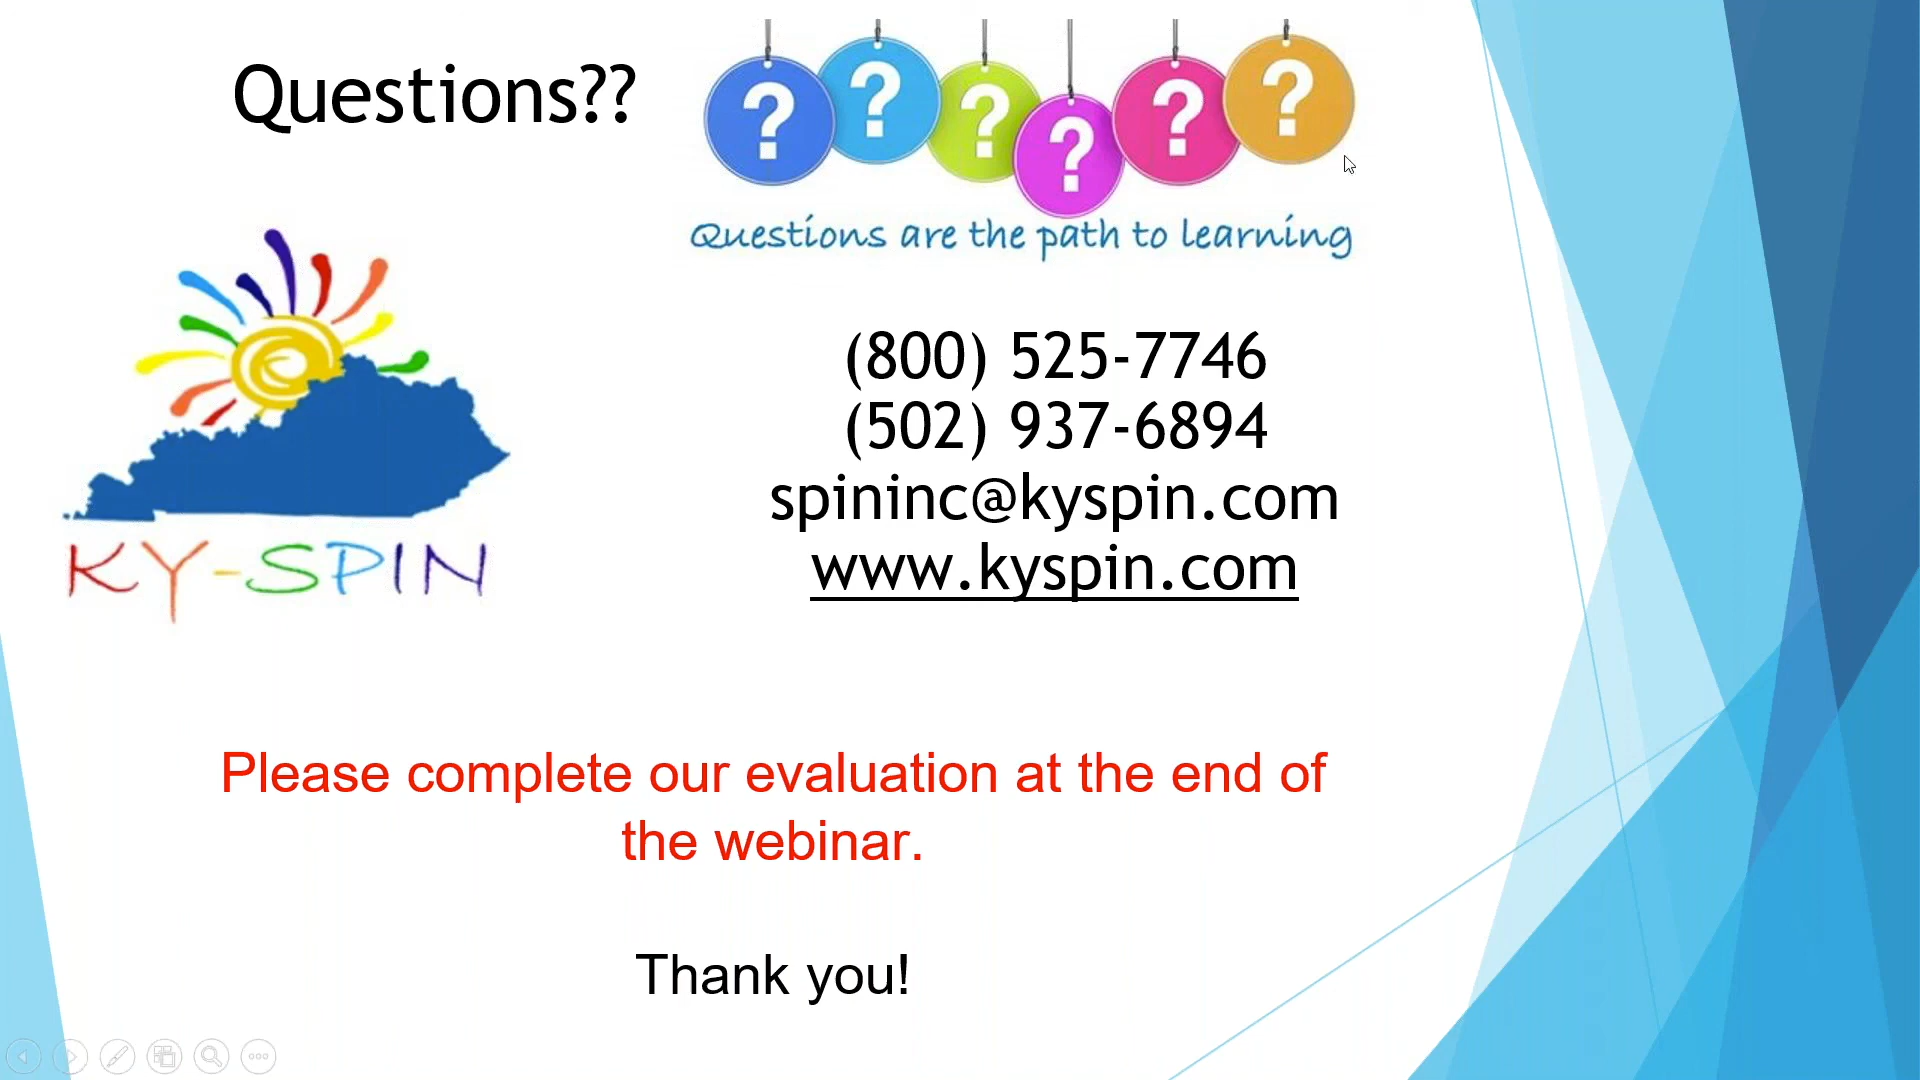 Questions??
? ? ? ? ? ?
Questions are the path to learning
(800) 525-7746
(502) 937-6894
spininc@kyspin.com
www.kyspin.com
KY-SPIN
Please complete our evaluation at the end of
the webinar.
Thank you!